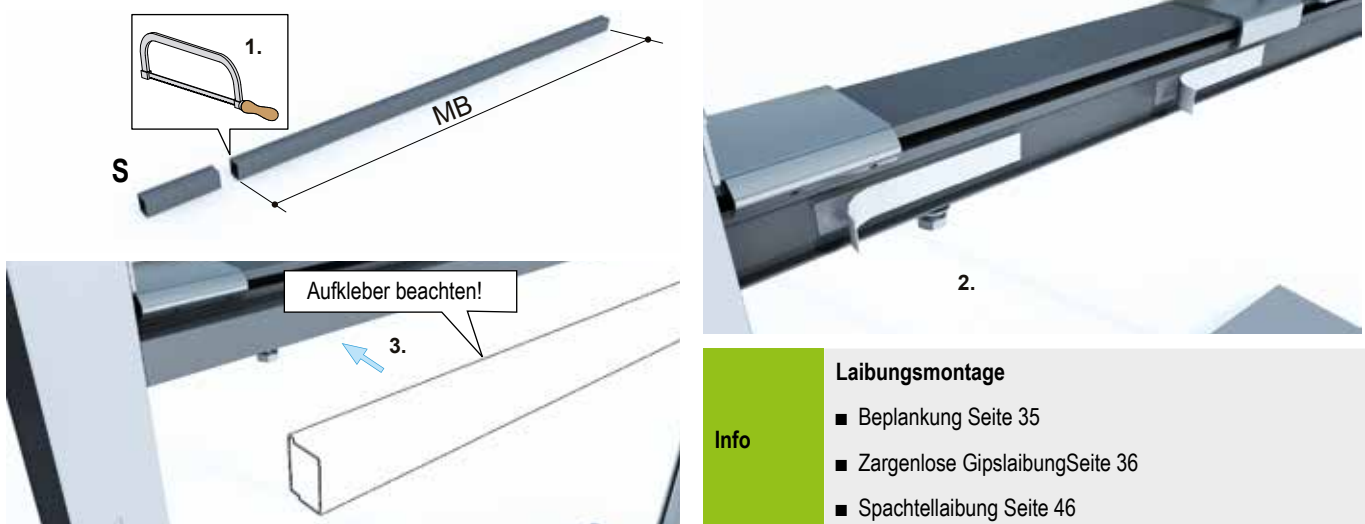 1.
MB
S
Aufkleber beachten!
3.
2.
Info
Laibungsmontage
■ Beplankung Seite 35
■ Zargenlose GipslaibungSeite 36
■ Spachtellaibung Seite 46